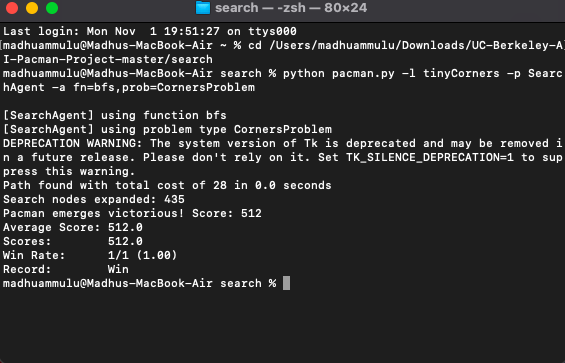 search — -zsh — 80×24
Last login: Mon Nov  1 19:51:27 on ttys000
[madhuammulu@Madhus-MacBook-Air ~ % cd /Users/madhuammulu/Downloads/UC-Berkeley-A
I-Pacman-Project-master/search
madhuammulu@Madhus-MacBook-Air search % python pacman.py -l tinyCorners -p Searc
hAgent -a fn=bfs,prob=CornersProblem
[SearchAgent] using function bfs
[SearchAgent] using problem type CornersProblem
DEPRECATION WARNING: The system version of Tk is deprecated and may be removed i
n a future release. Please don't rely on it. Set TK_SILENCE_DEPRECATION=1 to sup
press this warning.
Path found with total cost of 28 in 0.0 seconds
Search nodes expanded: 435
Pacman emerges victorious! Score: 512
Average Score: 512.0
Scores:        512.0
Win Rate:      1/1 (1.00)
Record:        Win
madhuammulu@Madhus-MacBook-Air search %